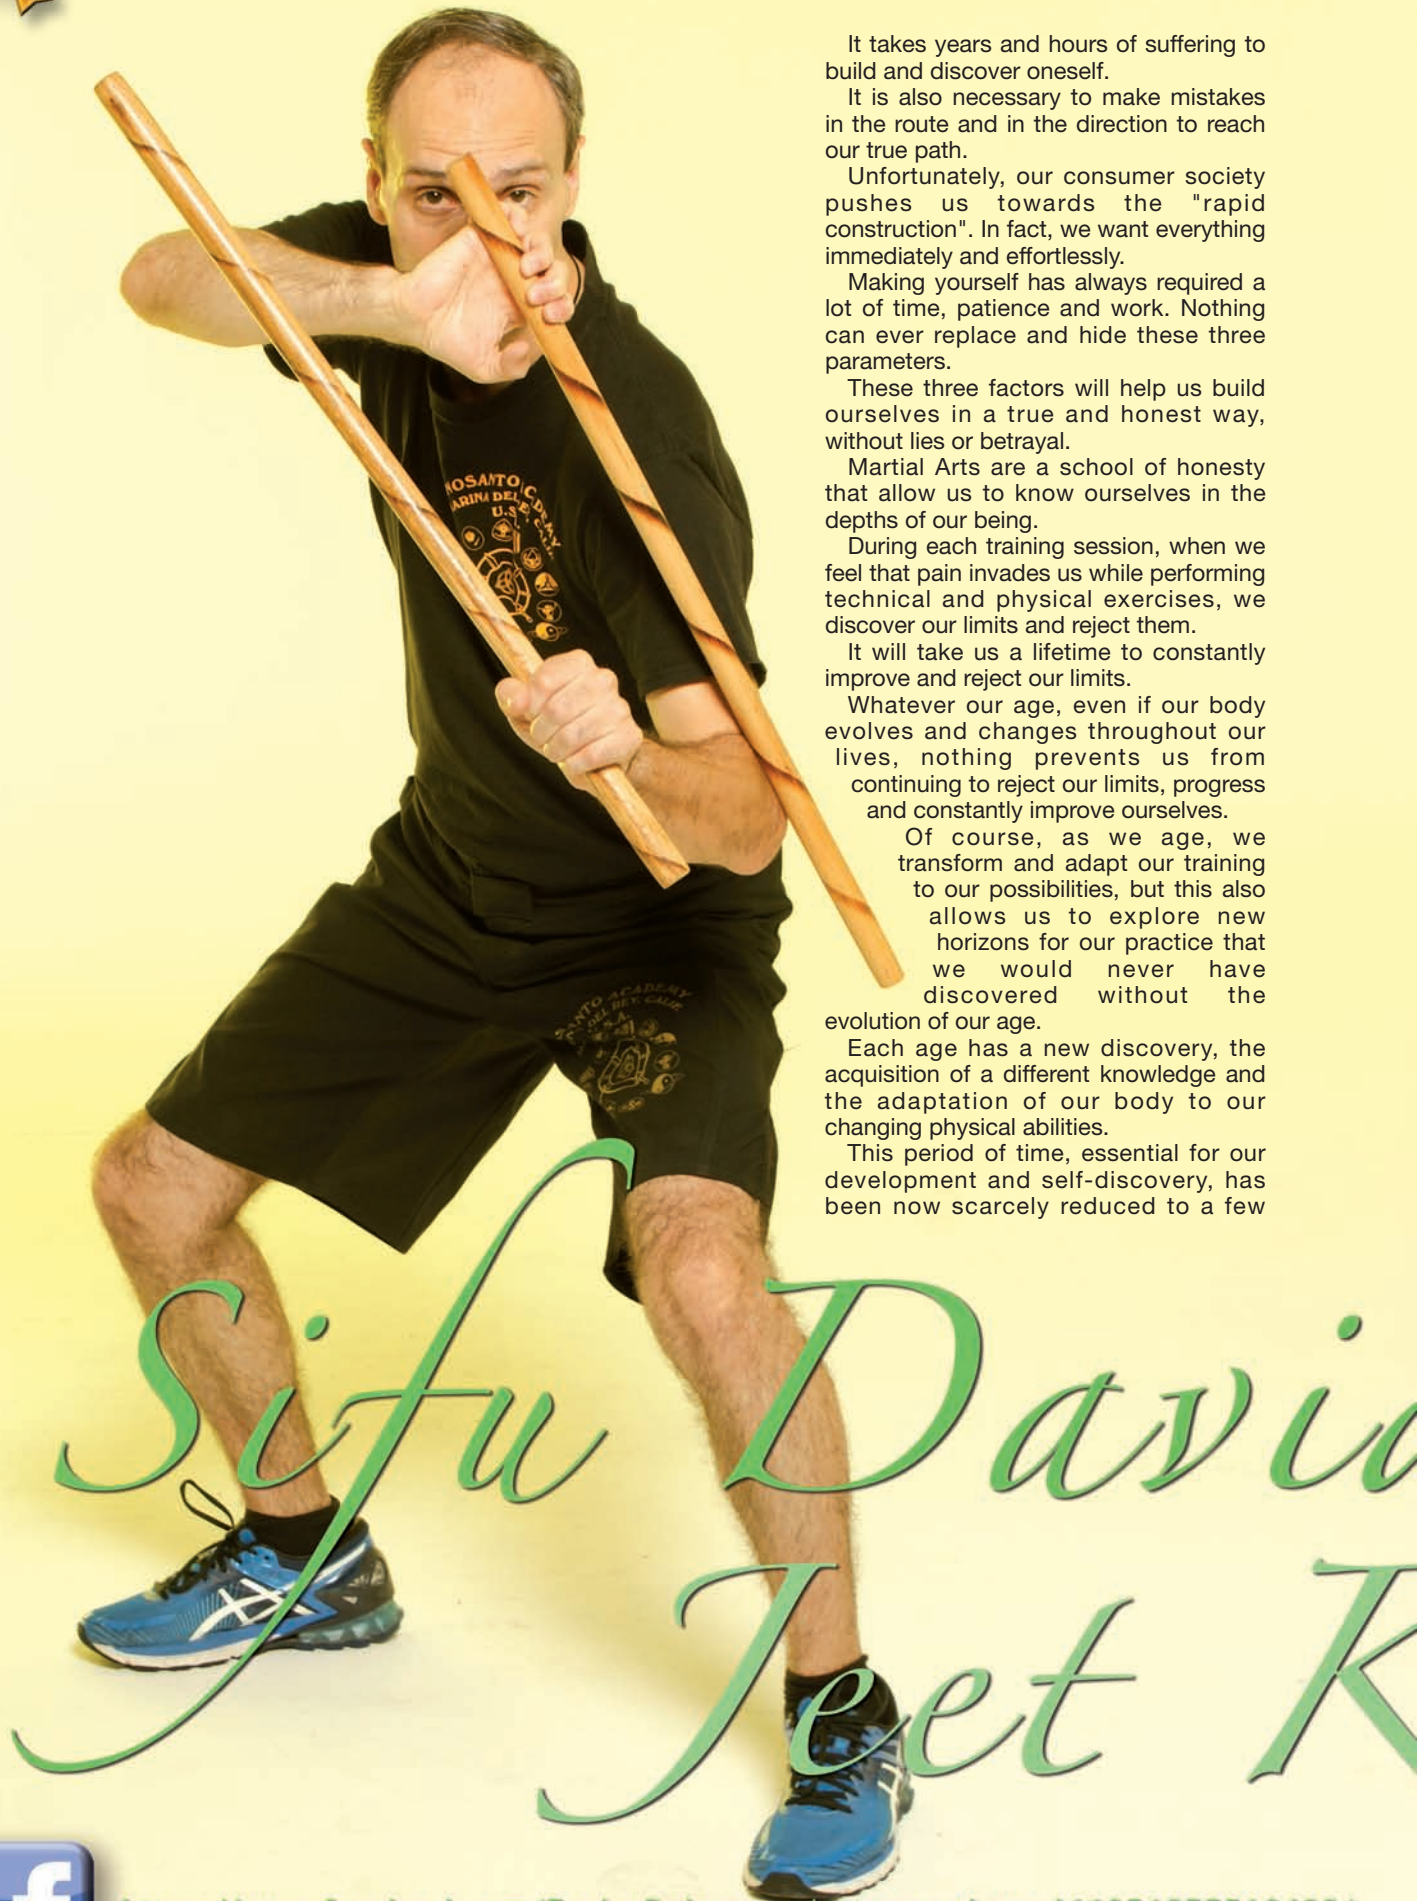 It takes years and hours of suffering to
build and discover oneself.
It is also necessary to make mistakes
in the route and in the direction to reach
our true path.
Unfortunately, our consumer society
pushes us towards the "rapid
construction". In fact, we want everything
immediately and effortlessly.
Making yourself has always required a
lot of time, patience and work. Nothing
can ever replace and hide these three
parameters.
These three factors will help us build
ourselves in a true and honest way,
without lies or betrayal.
Martial Arts are a school of honesty
that allow us to know ourselves in the
depths of our being.
During each training session, when we
feel that pain invades us while performing
technical and physical exercises, we
discover our limits and reject them.
It will take us a lifetime to constantly
improve and reject our limits.
Whatever our age, even if our body
evolves and changes throughout our
lives, nothing prevents us from
continuing to reject our limits, progress
and constantly improve ourselves.
Of course, as we age, we
transform and adapt our training
to our possibilities, but this also
allows us to explore new
horizons for our practice that
we would never have
discovered without the
evolution of our age.
Each age has a new discovery, the
acquisition of a different knowledge and
the adaptation of our body to our
changing physical abilities.
This period of time, essential for our
development and self-discovery, has
been now scarcely reduced to a few
NOSANTO
ARINA DEL
U.S
SANTO ACADEMY
DEL REY. CALIF.
U.S.A.
Sifu David
Jeet K
f